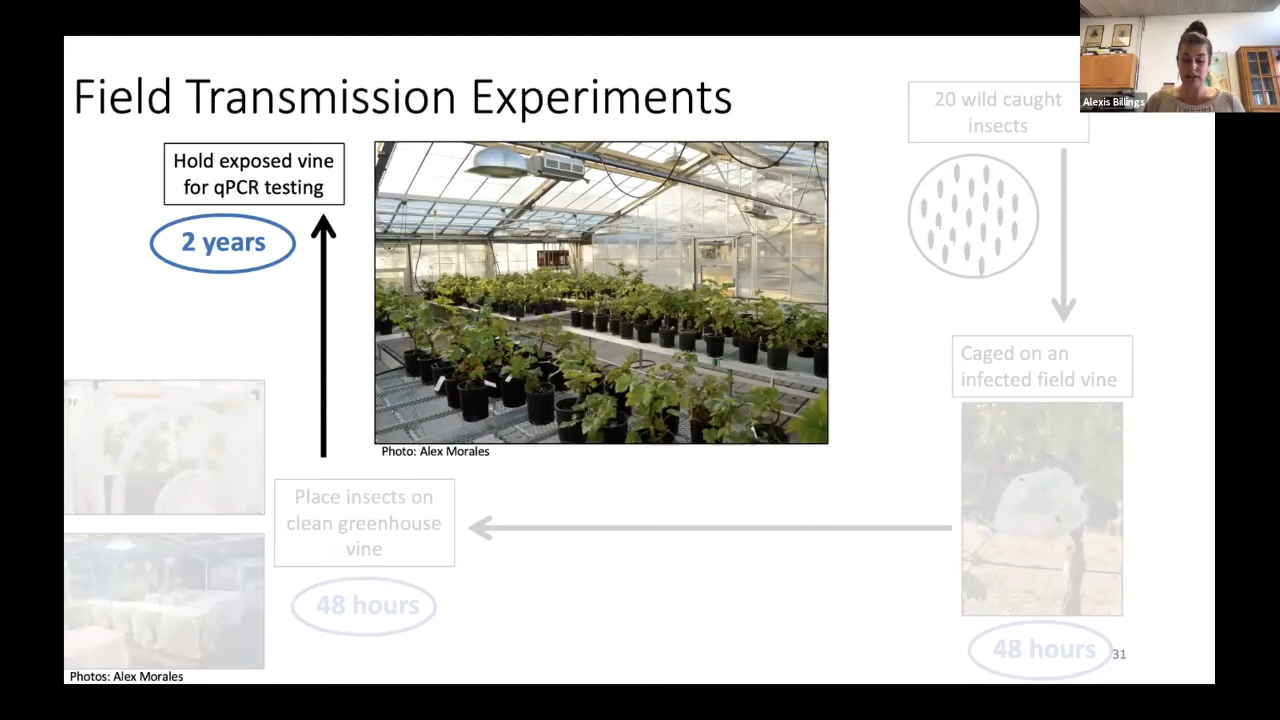 Field Transmission Experiments
Hold exposed vine
for qPCR testing
2 years
Photo: Alex Morales
20 wild caught
insects
Alexis Billings
Caged on an
infected field vine
48 hours
Place insects on
clean greenhouse
vine
48 hours
Photos: Alex Morales
31